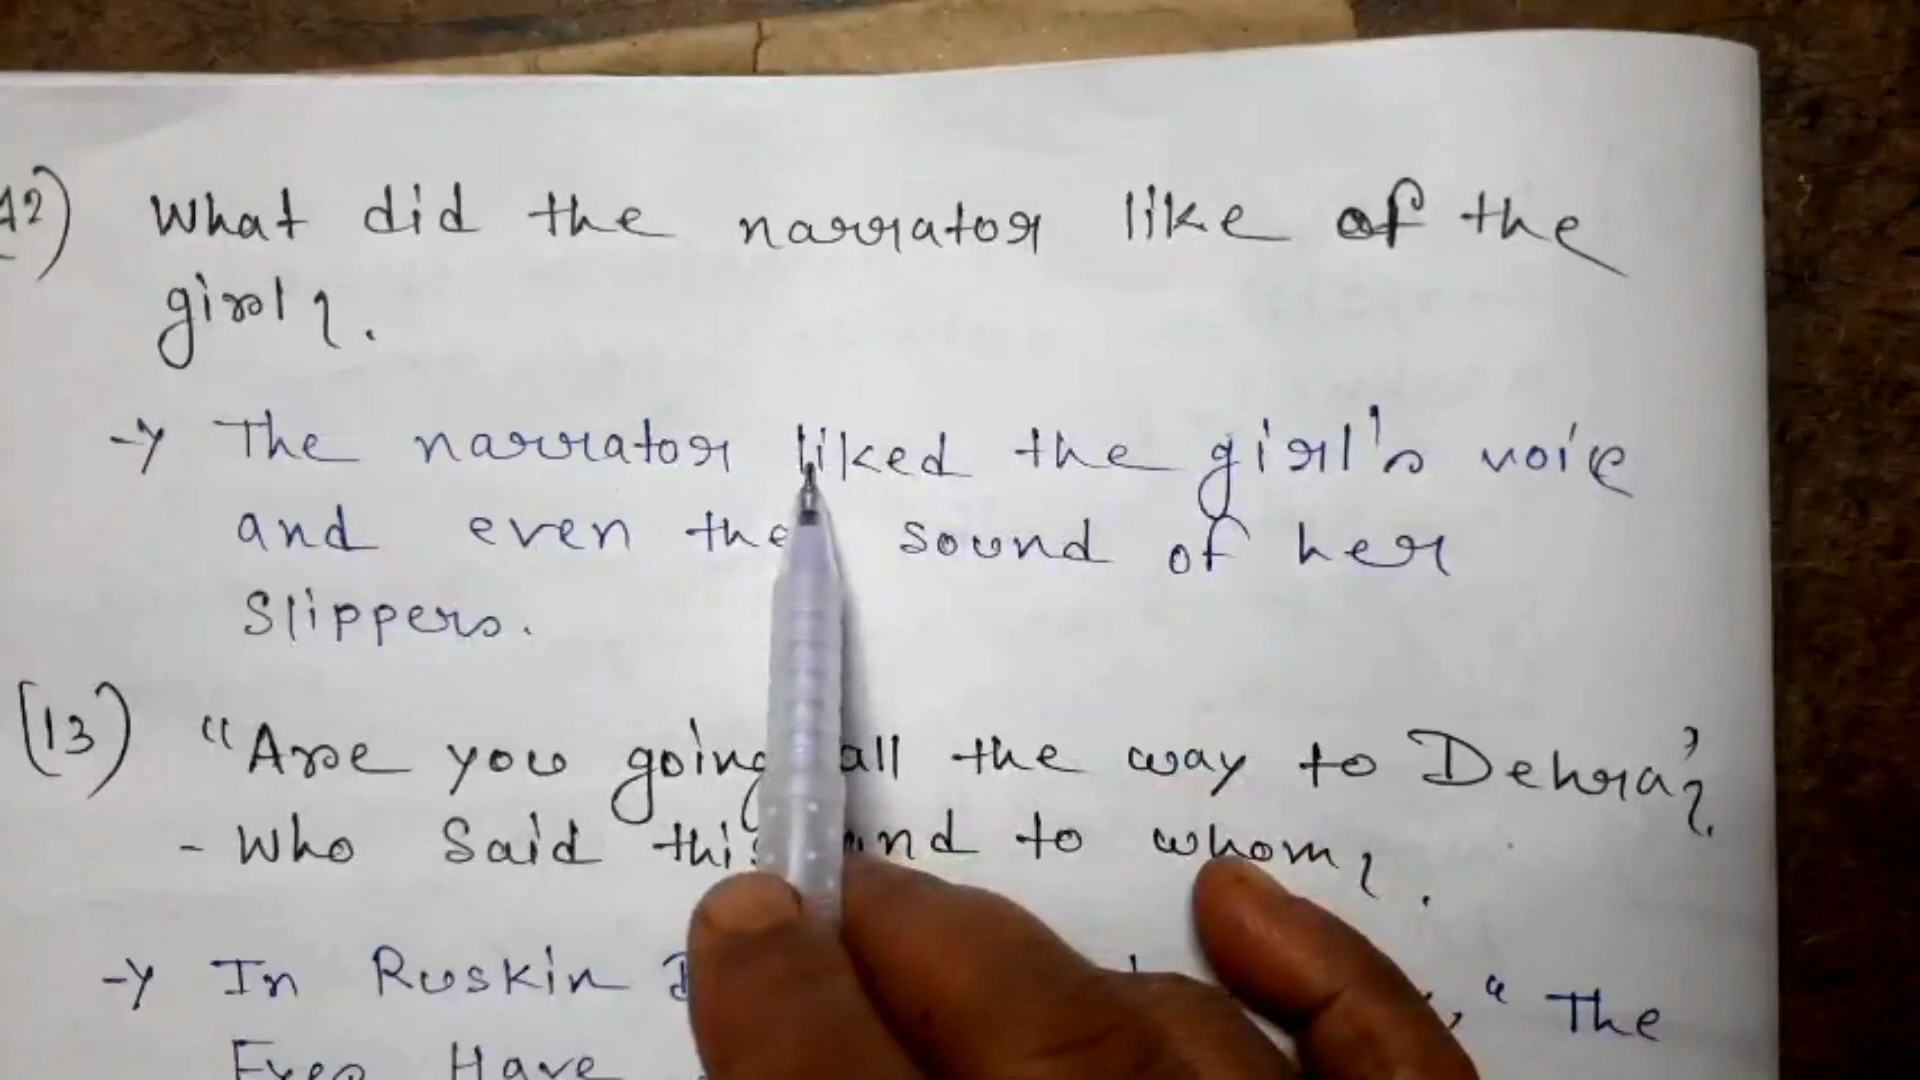 12) What did the narrator like of the
girl?.
-> The narrator liked the girl's voice
and even the sound of her
Slippers.
(13) "Are you going all the way to Dehra"?.
- Who Said this and to whom?.
-> In Ruskin , "The
Eyes Have